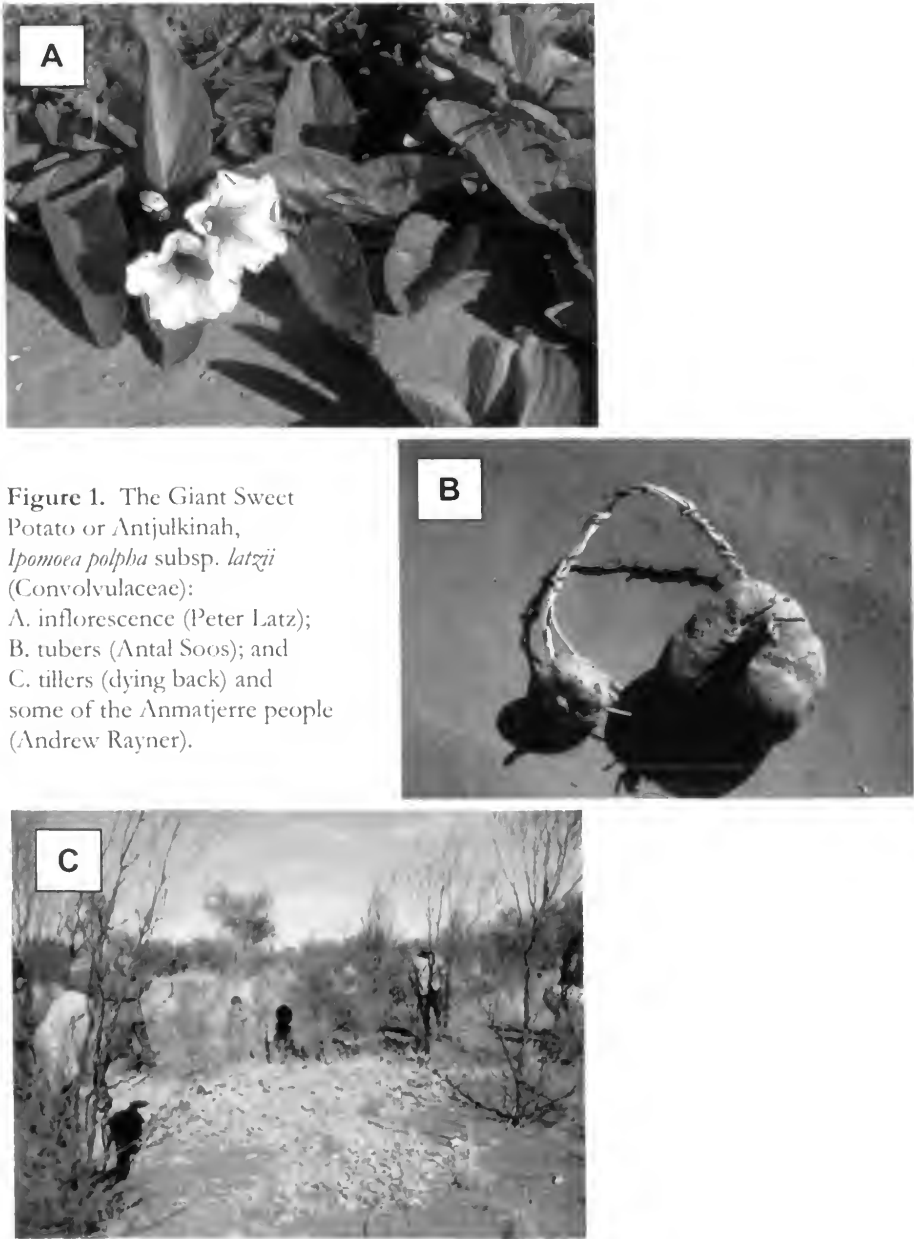 A
Figure 1. The Giant Sweet
Potato or Antjulkinah,
Ipomoea polpha subsp. latzii
(Convolvulaceae):
A. inflorescence (Peter Latz);
B. tubers (Antal Soos); and
C. tillers (dying back) and
some of the Anmatjerre people
(Andrew Rayner).
B
C